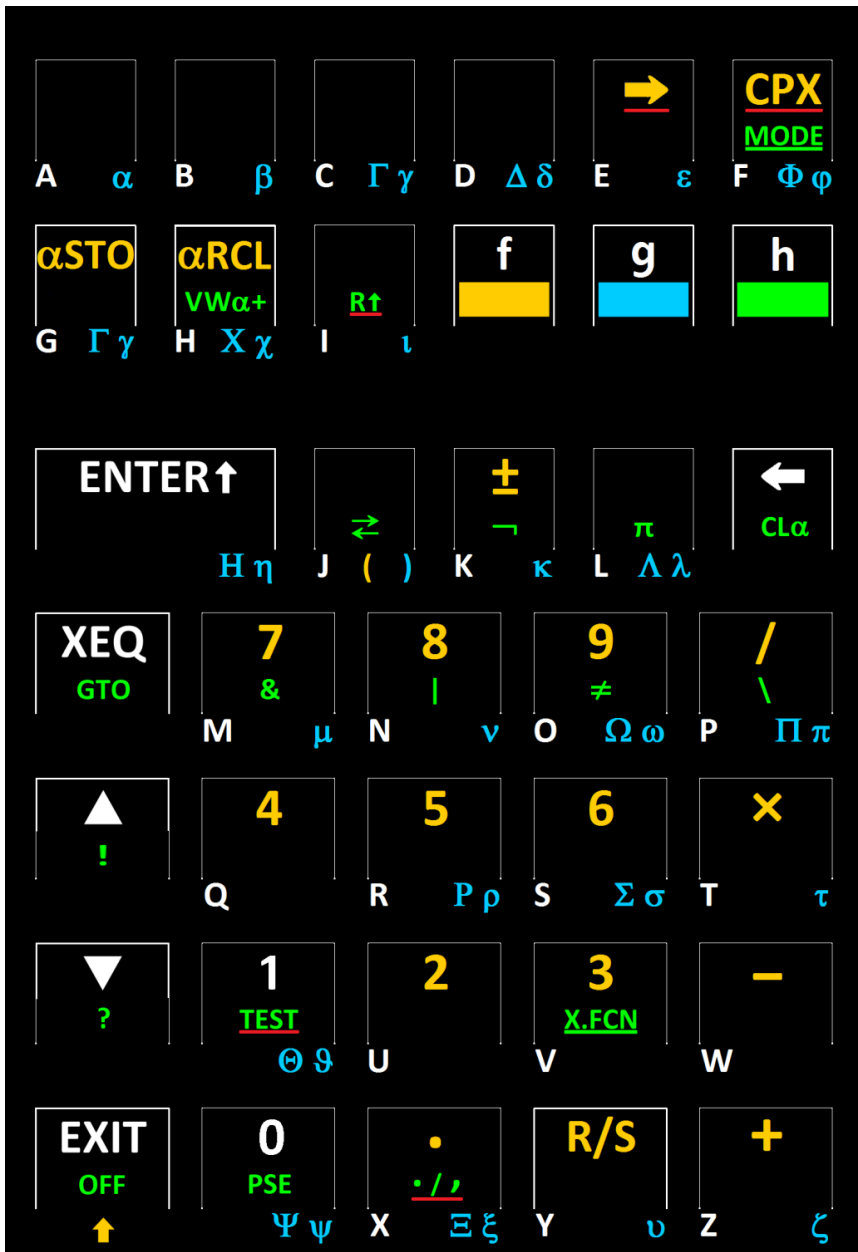 ➡ CPX
MODE
A α B β C Γ γ D Δ δ E ε F Φ φ
αSTO αRCL f g h
VWα+ R↑
G Γ γ H Χ χ I ι
ENTER↑ ± ⬅
⇄ ¬ π CLα
Η η J ( ) K κ L Λ λ
XEQ 7 8 9 /
GTO & | ≠ \
M μ N ν O Ω ω P Π π
▲ 4 5 6 ×
!
Q R Ρ ρ S Σ σ T τ
▼ 1 2 3 −
? TEST X.FCN
Θ ϑ U V W
EXIT 0 . R/S +
OFF PSE ·/,
⬆ Ψ ψ X Ξ ξ Y υ Z ζ